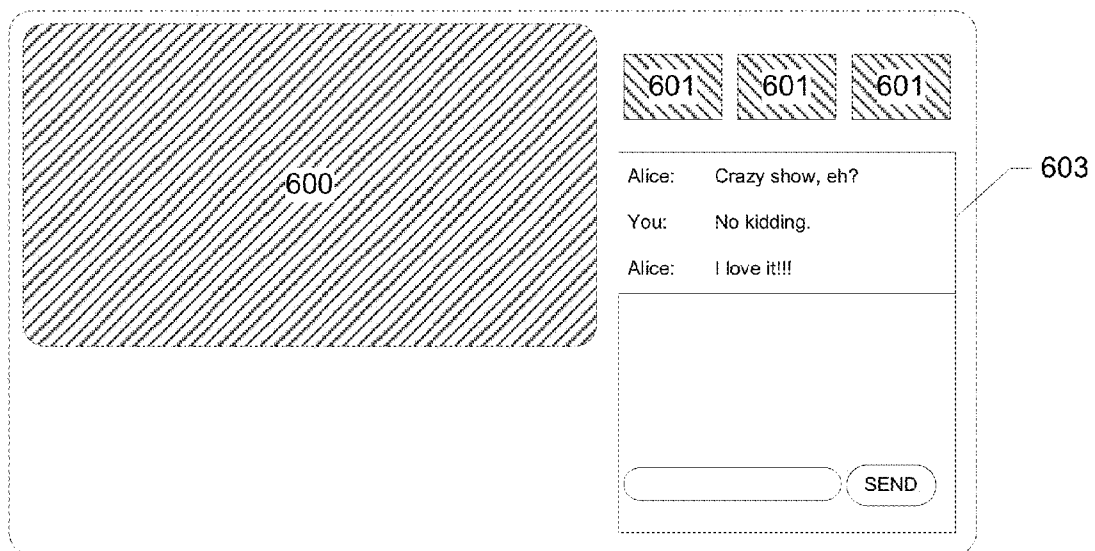 601 601 601
600
603
Alice: Crazy show, eh?
You: No kidding.
Alice: I love it!!!
SEND